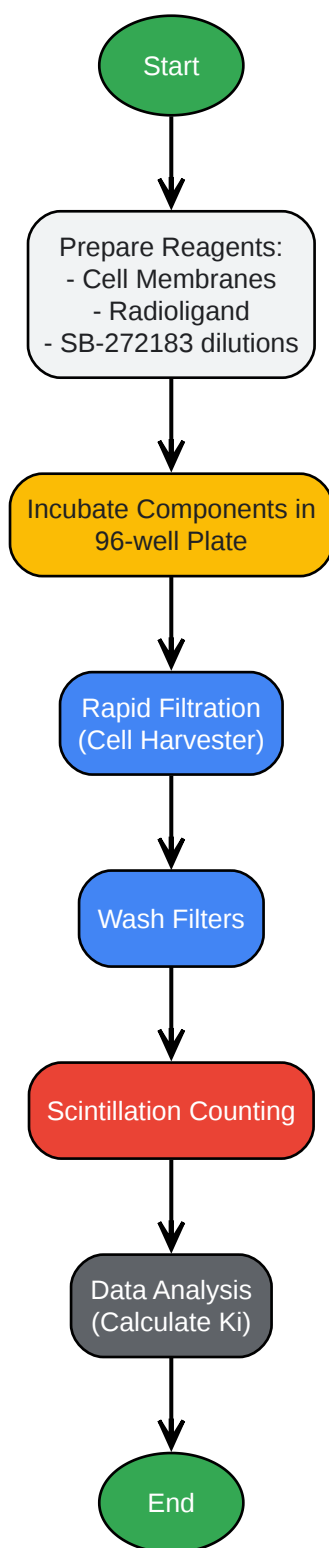 Start
Prepare Reagents:
- Cell Membranes
- Radioligand
- SB-272183 dilutions
Incubate Components in
96-well Plate
Rapid Filtration
(Cell Harvester)
Wash Filters
Scintillation Counting
Data Analysis
(Calculate Ki)
End